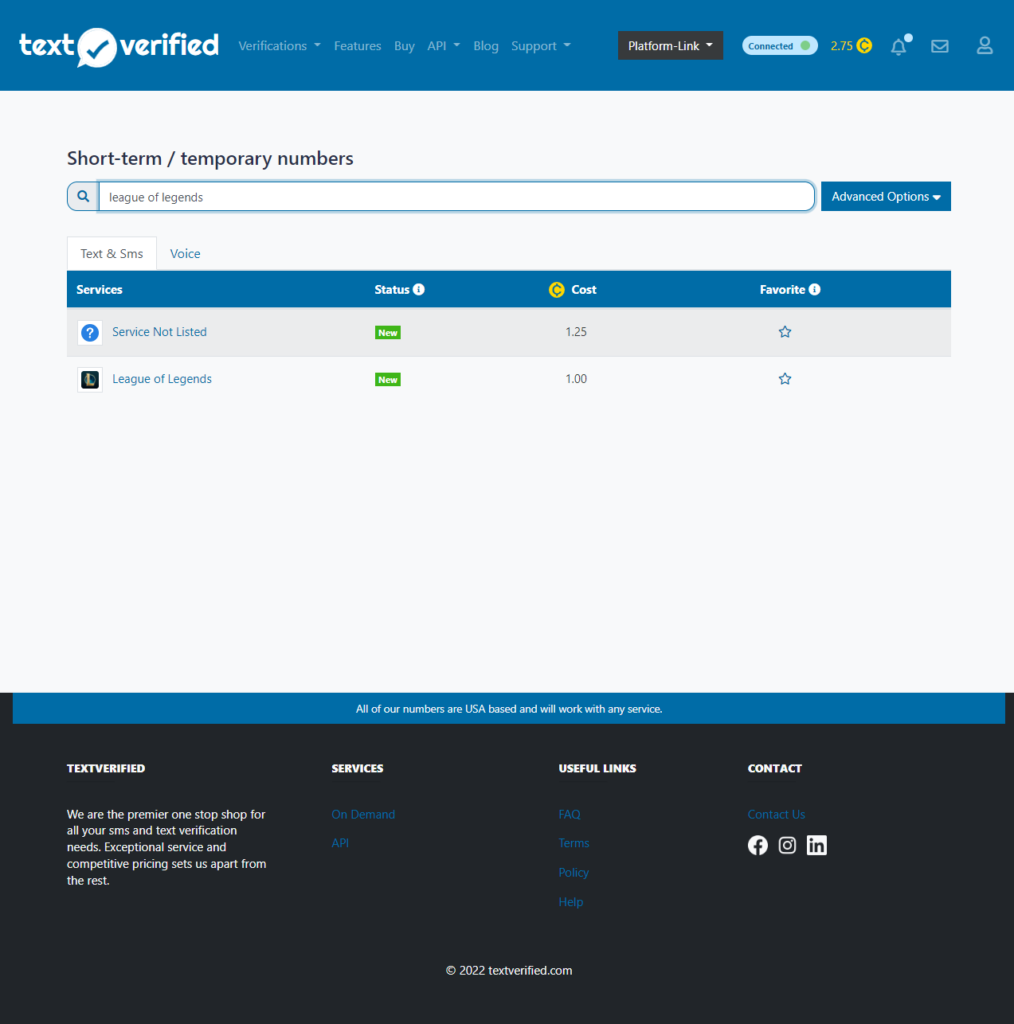 textverified Verifications Features Buy API Blog Support Platform-Link Connected 2.75
Short-term / temporary numbers
league of legends Advanced Options
Text & Sms Voice
Services Status Cost Favorite
Service Not Listed New 1.25
League of Legends New 1.00
All of our numbers are USA based and will work with any service.
TEXTVERIFIED SERVICES USEFUL LINKS CONTACT
We are the premier one stop shop for
all your sms and text verification
needs. Exceptional service and
competitive pricing sets us apart from
the rest.
On Demand
API
FAQ
Terms
Policy
Help
Contact Us
© 2022 textverified.com